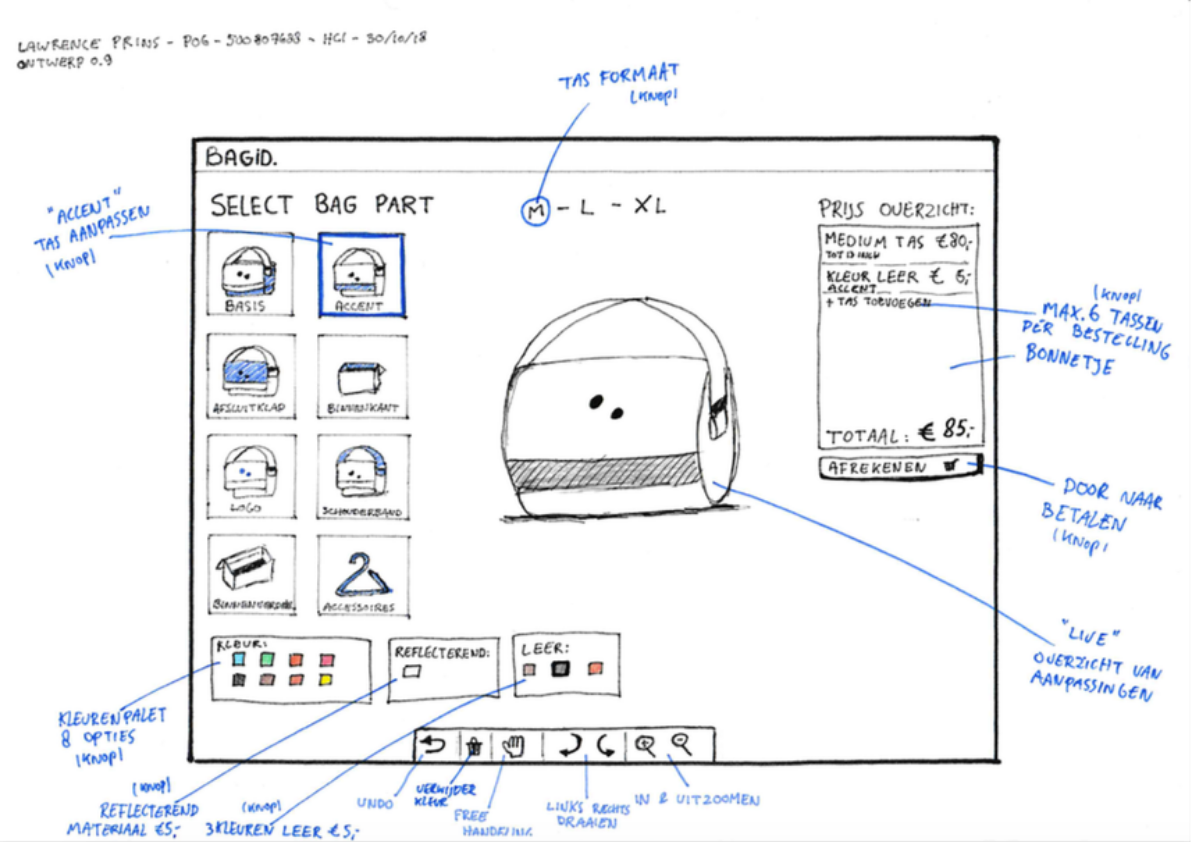 LAWRENCE PRINS - PO6 - 500807633 - HCI - 30/10/18
ONTWERP 0.9
TAS FORMAAT
(KNOP)
BAGID.
"ACCENT"
TAS AANPASSEN
(KNOP)
SELECT BAG PART
M - L - XL
PRIJS OVERZICHT:
BASIS
ACCENT
MEDIUM TAS €80,-
TOT 13 INCH
KLEUR LEER € 5,-
ACCENT
+ TAS TOEVOEGEN
TOTAAL: € 85,-
AFREKENEN
(KNOP)
MAX. 6 TASSEN
PER BESTELLING
BONNETJE
DOOR NAAR
BETALEN
(KNOP)
AFSLUITKLAP
BINNENKANT
LOGO
SCHOUDERBAND
ACCESSOIRES
"LIVE"
OVERZICHT VAN
AANPASSINGEN
KLEUR:
REFLECTEREND:
LEER:
KLEURENPALET
8 OPTIES
(KNOP)
(KNOP)
REFLECTEREND
MATERIAAL €5,-
(KNOP)
3 KLEUREN LEER €5,-
UNDO
VERWIJDER
KLEUR
FREE
HANDELING
LINKS RECHTS
DRAAIEN
IN & UITZOOMEN